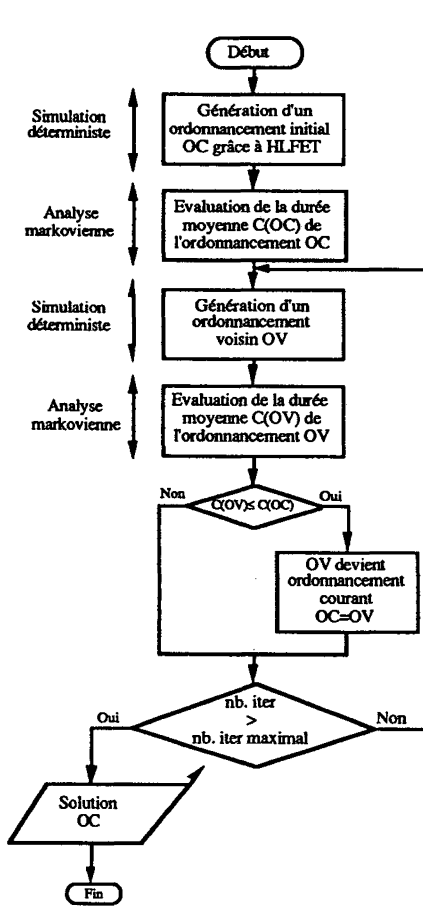 Début
Simulation
déterministe
Génération d'un
ordonnancement initial
OC grâce à HLFET
Analyse
markovienne
Evaluation de la durée
moyenne C(OC) de
l'ordonnancement OC
Simulation
déterministe
Génération d'un
ordonnancement
voisin OV
Analyse
markovienne
Evaluation de la durée
moyenne C(OV) de
l'ordonnancement OV
Non
C(OV)≤ C(OC)
Oui
OV devient
ordonnancement
courant
OC=OV
nb. iter
>
nb. iter maximal
Oui
Non
Solution
OC
Fin